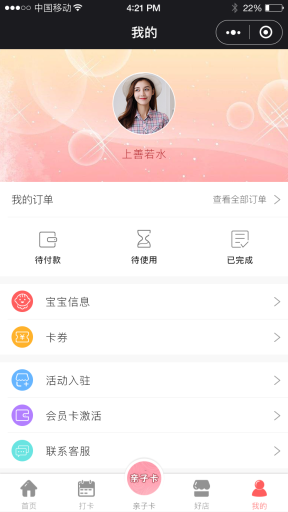 中国移动 4:21 PM 22%
我的
上善若水
我的订单 查看全部订单
待付款 待使用 已完成
宝宝信息
卡券
活动入驻
会员卡激活
联系客服
亲子卡
首页 打卡 亲子卡 好店 我的